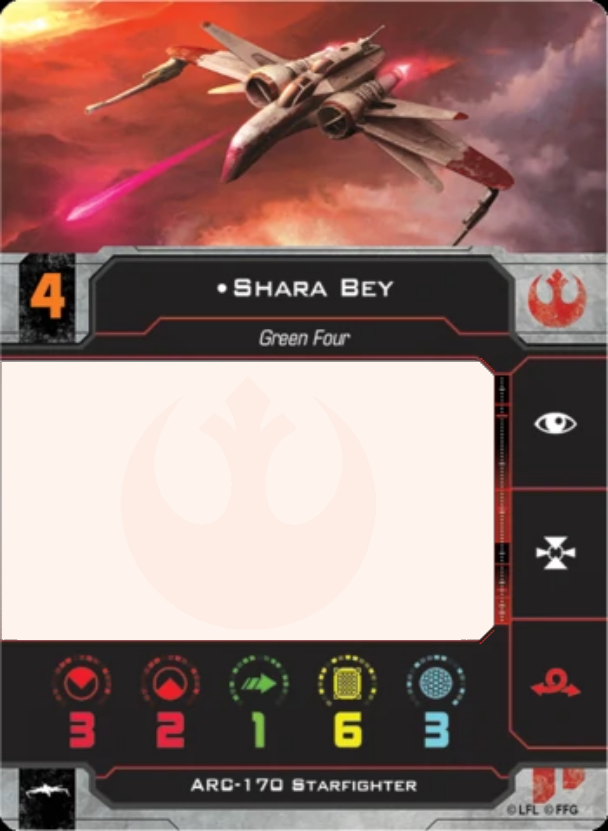 4
•Shara Bey
Green Four
3 2 1 6 3
ARC-170 Starfighter
©LFL ©FFG